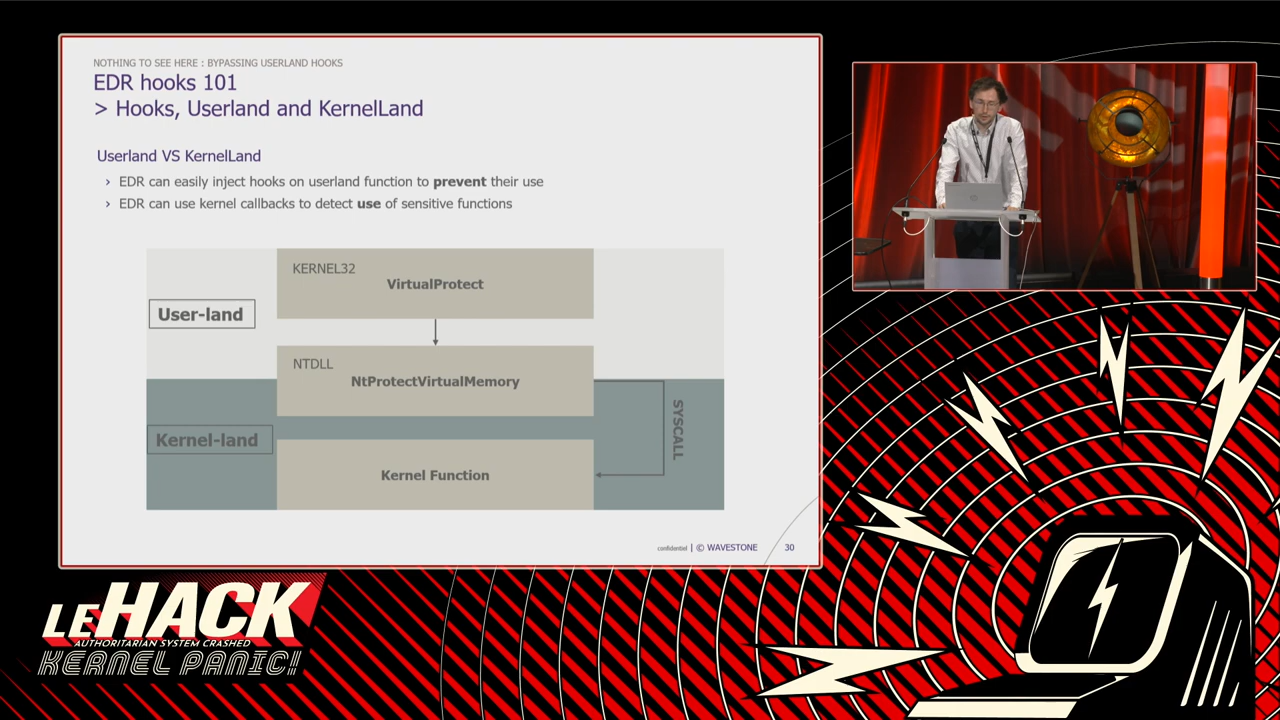 NOTHING TO SEE HERE : BYPASSING USERLAND HOOKS
EDR hooks 101
> Hooks, Userland and KernelLand
Userland VS KernelLand
› EDR can easily inject hooks on userland function to prevent their use
› EDR can use kernel callbacks to detect use of sensitive functions
KERNEL32
VirtualProtect
User-land
NTDLL
NtProtectVirtualMemory
SYSCALL
Kernel-land
Kernel Function
confidential | © WAVESTONE 30
LEHACK
AUTHORITARIAN SYSTEM CRASHED
KERNEL PANIC!